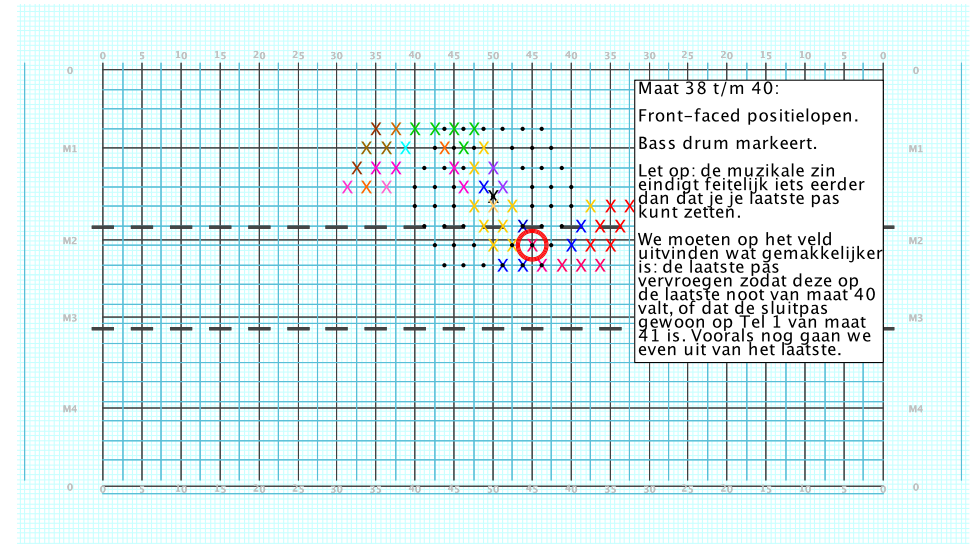 0 5 10 15 20 25 30 35 40 45 50 45 40 35 30 25 20 15 10 5 0
0 0
M1 M1
M2 M2
M3 M3
M4 M4
0 0
0 5 10 15 20 25 30 35 40 45 50 45 40 35 30 25 20 15 10 5 0
Maat 38 t/m 40:
Front-faced positielopen.
Bass drum markeert.
Let op: de muzikale zin
eindigt feitelijk iets eerder
dan dat je je laatste pas
kunt zetten.
We moeten op het veld
uitvinden wat gemakkelijker
is: de laatste pas
vervroegen zodat deze op
de laatste noot van maat 40
valt, of dat de sluitpas
gewoon op Tel 1 van maat
41 is. Voorals nog gaan we
even uit van het laatste.